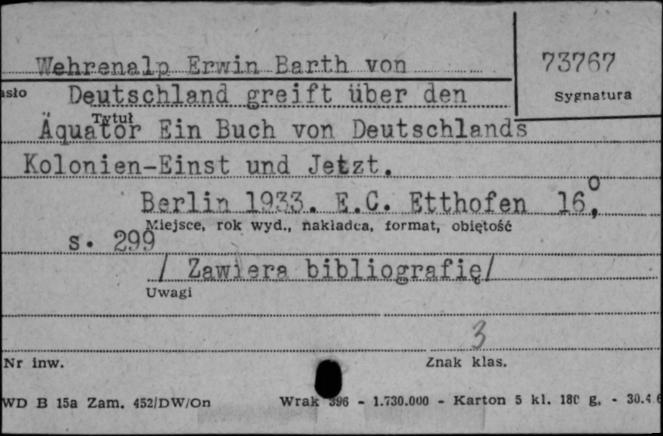 Wehrenalp Erwin Barth von 73767
asło Deutschland greift über den Sygnatura
Tytuł
Äquator Ein Buch von Deutschlands
Kolonien-Einst und Jetzt.
Berlin 1933. E.C. Etthofen 16°,
Miejsce, rok wyd., nakładca, format, objętość
s. 299
/ Zawiera bibliografię/
Uwagi
3
Nr inw. Znak klas.
WD B 15a Zam. 452/DW/On Wrak 396 - 1.730.000 - Karton 5 kl. 180 g. - 30.4.6